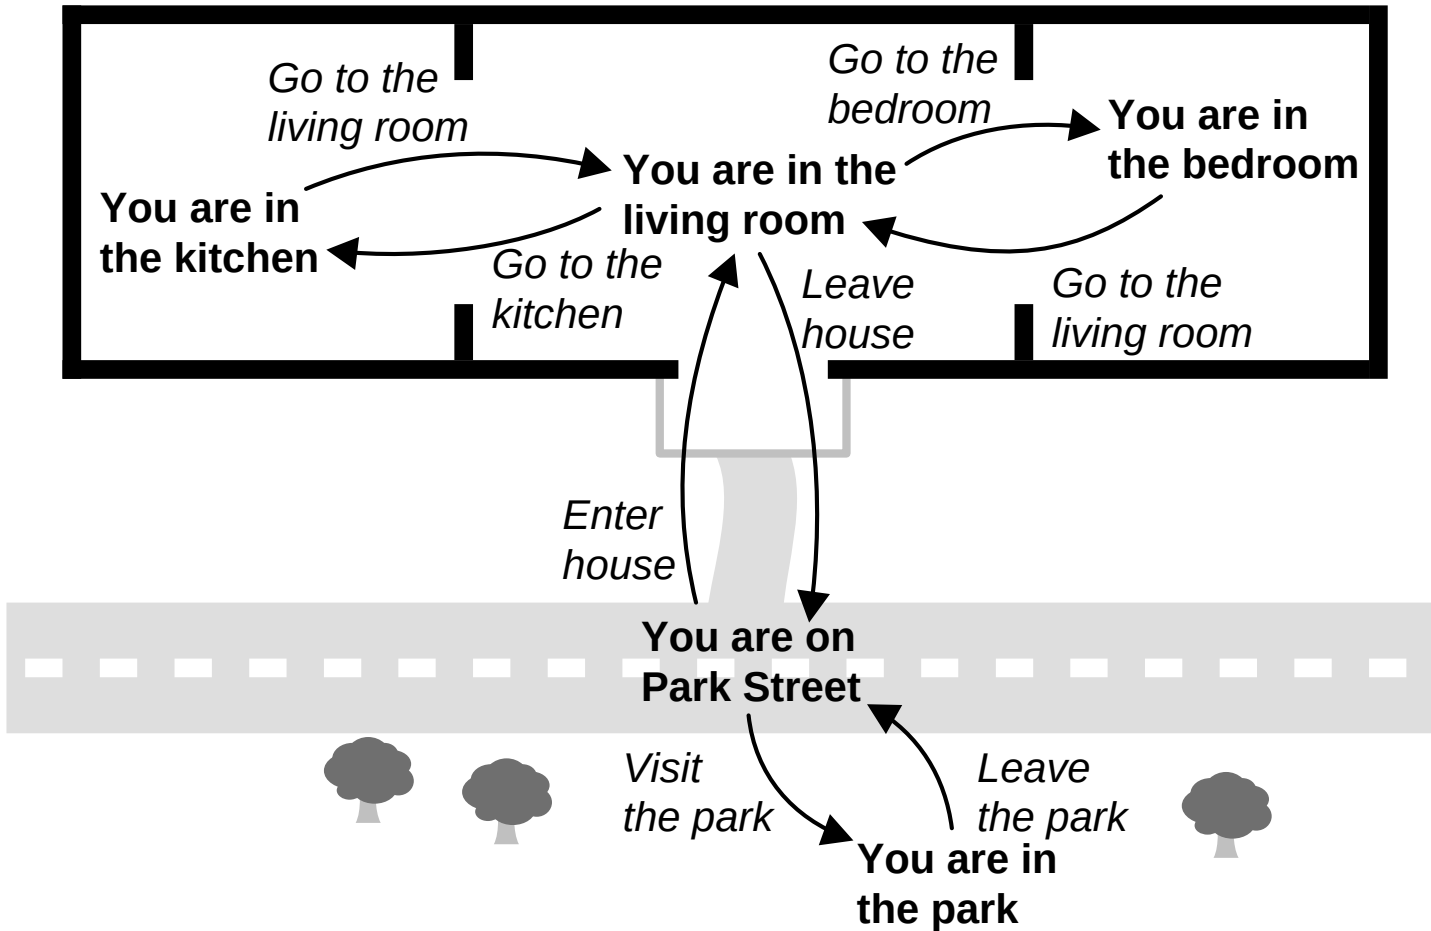 Go to the
living room
Go to the
bedroom
You are in
the bedroom
You are in the
living room
You are in
the kitchen
Go to the
kitchen
Leave
house
Go to the
living room
Enter
house
You are on
Park Street
Visit
the park
Leave
the park
You are in
the park